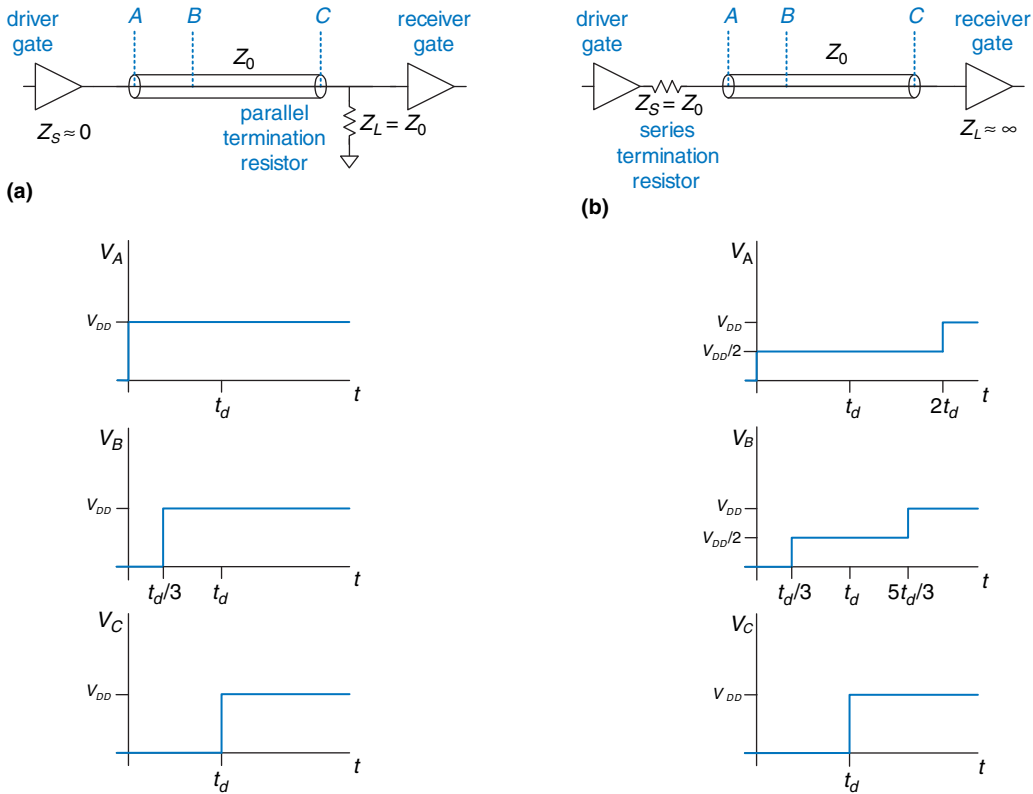 driver
gate
A
B
C
receiver
gate
Z0
ZS ≈ 0
parallel
termination
resistor
ZL = Z0
(a)
VA
VDD
td
t
VB
VDD
td/3
td
t
VC
VDD
td
t
driver
gate
A
B
C
receiver
gate
Z0
ZS = Z0
series
termination
resistor
ZL ≈ ∞
(b)
VA
VDD
VDD/2
td
2td
t
VB
VDD
VDD/2
td/3
td
5td/3
t
VC
VDD
td
t